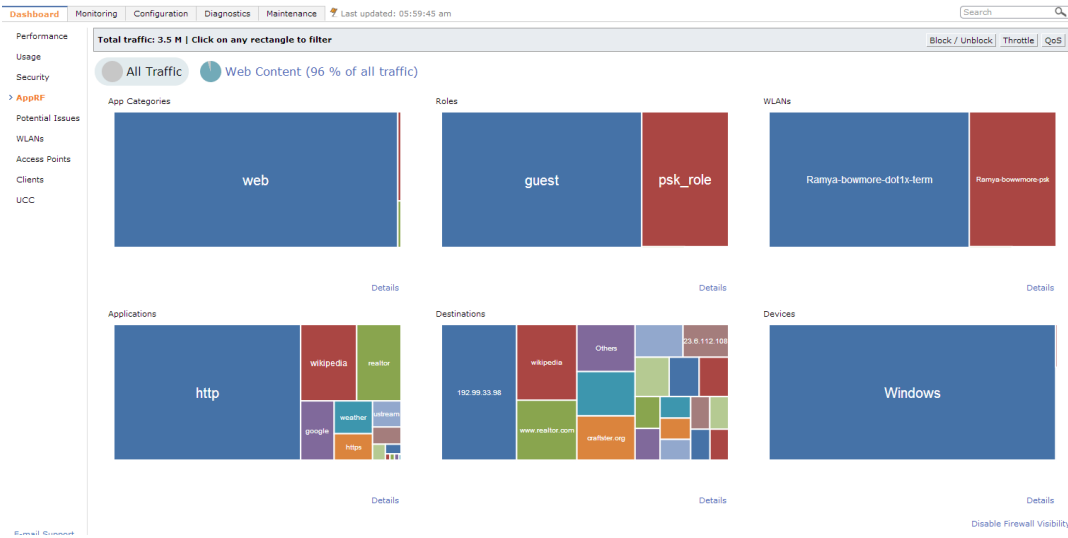 Dashboard Monitoring Configuration Diagnostics Maintenance Last updated: 05:59:45 am Search
Performance
Usage
Security
> AppRF
Potential Issues
WLANs
Access Points
Clients
UCC
E-mail Support
Total traffic: 3.5 M | Click on any rectangle to filter Block / Unblock Throttle QoS
All Traffic Web Content (96 % of all traffic)
App Categories Roles WLANs
web guest psk_role Ramya-bowmore-dot1x-term Ramya-bowwmore-psk
Details Details Details
Applications Destinations Devices
http wikipedia realtor google weather ustream https
192.99.33.98 wikipedia www.realtor.com Others craftster.org 23.6.112.108
Windows
Details Details Details
Disable Firewall Visibility